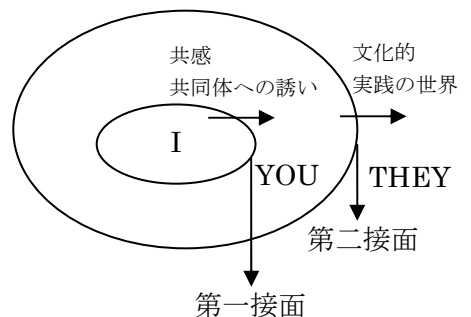 共感
共同体への誘い
文化的
実践の世界
I
YOU
THEY
第二接面
第一接面